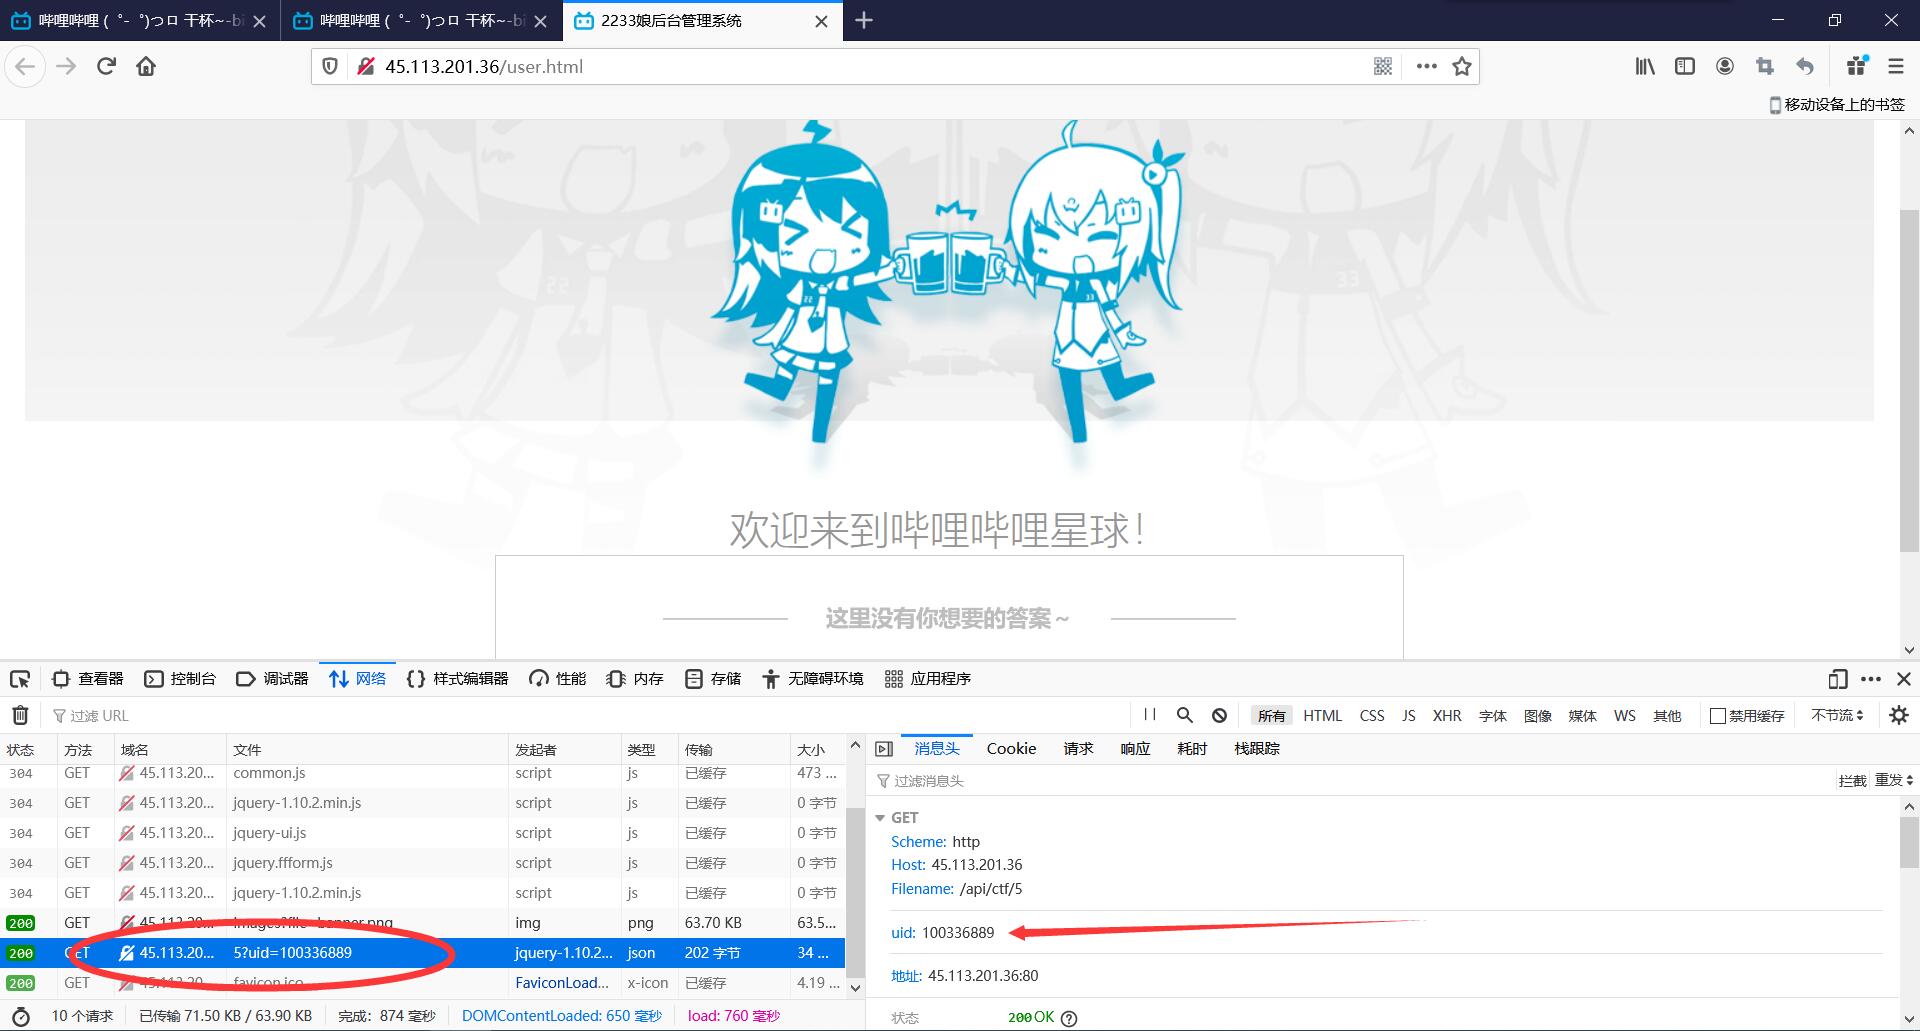 哔哩哔哩 (゜-゜)つロ 干杯~-bi
哔哩哔哩 (゜-゜)つロ 干杯~-bi
2233娘后台管理系统
45.113.201.36/user.html
移动设备上的书签
22
33
22
33
欢迎来到哔哩哔哩星球!
这里没有你想要的答案~
查看器 控制台 调试器 网络 样式编辑器 性能 内存 存储 无障碍环境 应用程序
过滤 URL
所有 HTML CSS JS XHR 字体 图像 媒体 WS 其他 禁用缓存 不节流
状态 方法 域名 文件 发起者 类型 传输 大小
304 GET 45.113.20... common.js script js 已缓存 473 ...
304 GET 45.113.20... jquery-1.10.2.min.js script js 已缓存 0 字节
304 GET 45.113.20... jquery-ui.js script js 已缓存 0 字节
304 GET 45.113.20... jquery.ffform.js script js 已缓存 0 字节
304 GET 45.113.20... jquery-1.10.2.min.js script js 已缓存 0 字节
200 GET 45.113.20... images?file=banner.png img png 63.70 KB 63.5...
200 GET 45.113.20... 5?uid=100336889 jquery-1.10.2... json 202 字节 34 ...
200 GET 45.113.20... favicon.ico FaviconLoad... x-icon 已缓存 4.19 ...
10 个请求 已传输 71.50 KB / 63.90 KB 完成：874 毫秒 DOMContentLoaded: 650 毫秒 load: 760 毫秒
消息头 Cookie 请求 响应 耗时 栈跟踪
过滤消息头
拦截 重发
GET
Scheme: http
Host: 45.113.201.36
Filename: /api/ctf/5
uid: 100336889
地址: 45.113.201.36:80
状态 200 OK